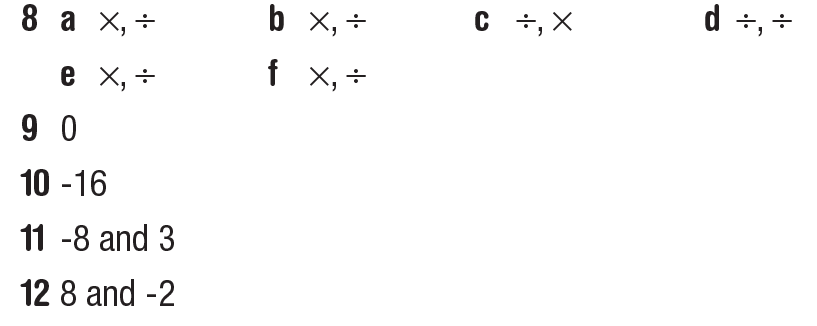 8 a ×, ÷ b ×, ÷ c ÷, × d ÷, ÷
e ×, ÷ f ×, ÷
9 0
10 -16
11 -8 and 3
12 8 and -2